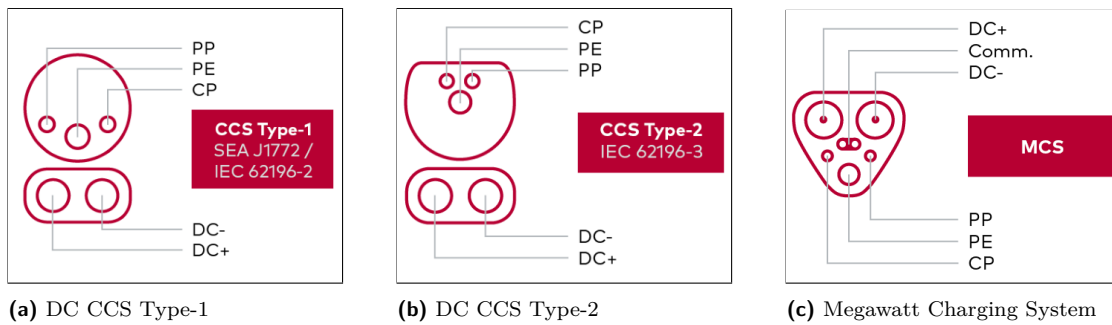 PP
PE
CP
CCS Type-1
SEA J1772 /
IEC 62196-2
DC-
DC+
(a) DC CCS Type-1
CP
PE
PP
CCS Type-2
IEC 62196-3
DC-
DC+
(b) DC CCS Type-2
DC+
Comm.
DC-
MCS
PP
PE
CP
(c) Megawatt Charging System